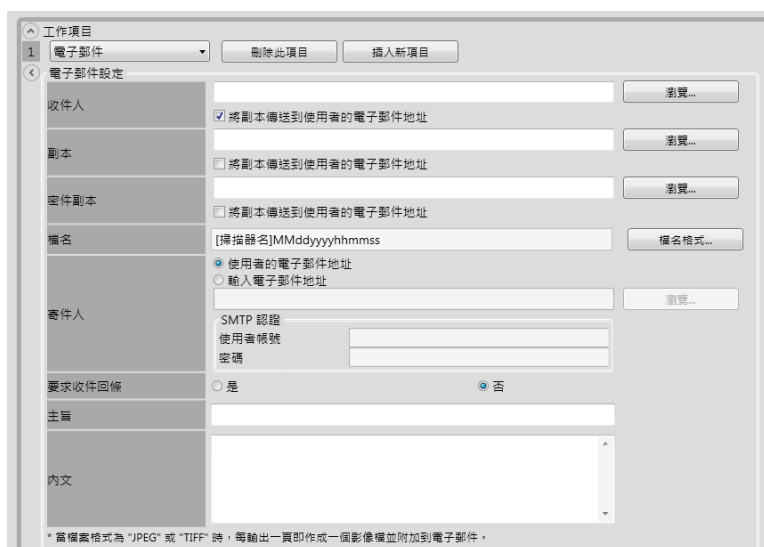 工作項目
1 電子郵件 刪除此項目 插入新項目
電子郵件設定
收件人 瀏覽...
將副本傳送到使用者的電子郵件地址
副本 瀏覽...
將副本傳送到使用者的電子郵件地址
密件副本 瀏覽...
將副本傳送到使用者的電子郵件地址
檔名 [掃描器名]MMddyyyyhhmmss 檔名格式...
使用者的電子郵件地址
輸入電子郵件地址
寄件人 瀏覽...
SMTP 認證
使用者帳號
密碼
要求收件回條 是 否
主旨
內文
* 當檔案格式為 "JPEG" 或 "TIFF" 時，每輸出一頁即作成一個影像檔並附加到電子郵件。